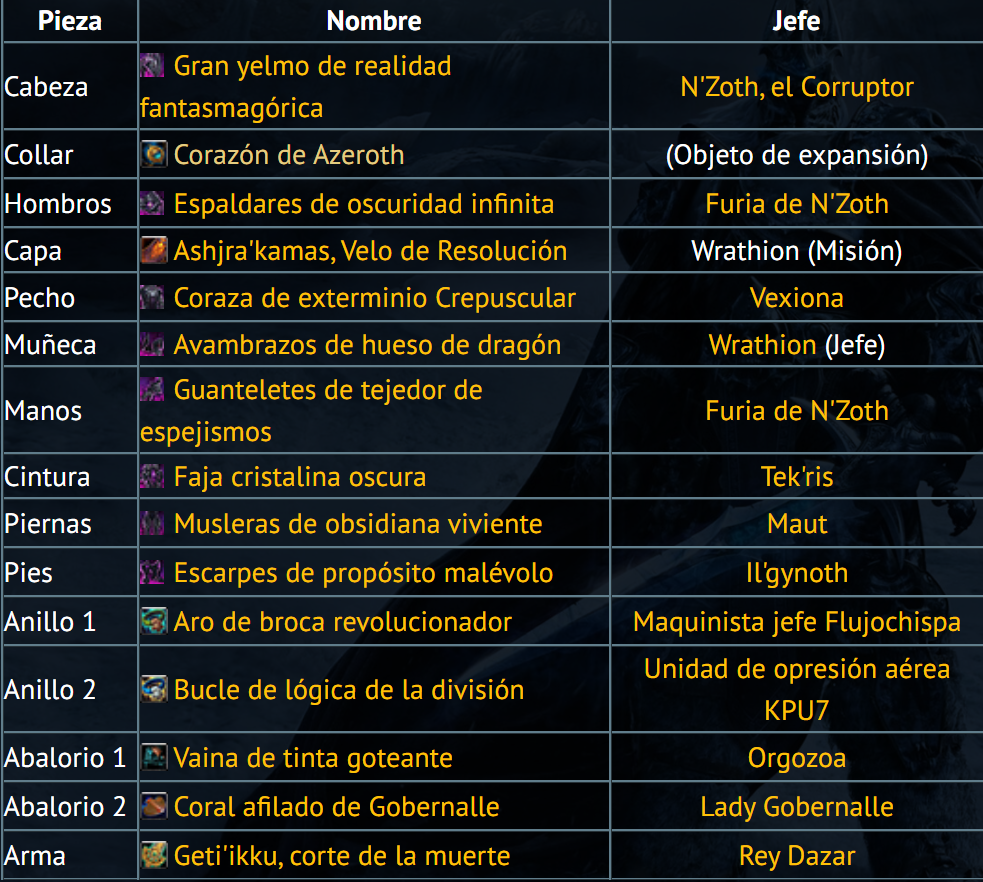 Pieza Nombre Jefe
Cabeza Gran yelmo de realidad fantasmagórica N'Zoth, el Corruptor
Collar Corazón de Azeroth (Objeto de expansión)
Hombros Espaldares de oscuridad infinita Furia de N'Zoth
Capa Ashjra'kamas, Velo de Resolución Wrathion (Misión)
Pecho Coraza de exterminio Crepuscular Vexiona
Muñeca Avambrazos de hueso de dragón Wrathion (Jefe)
Manos Guanteletes de tejedor de espejismos Furia de N'Zoth
Cintura Faja cristalina oscura Tek'ris
Piernas Musleras de obsidiana viviente Maut
Pies Escarpes de propósito malévolo Il'gynoth
Anillo 1 Aro de broca revolucionador Maquinista jefe Flujochispa
Anillo 2 Bucle de lógica de la división Unidad de opresión aérea KPU7
Abalorio 1 Vaina de tinta goteante Orgozoa
Abalorio 2 Coral afilado de Gobernalle Lady Gobernalle
Arma Geti'ikku, corte de la muerte Rey Dazar